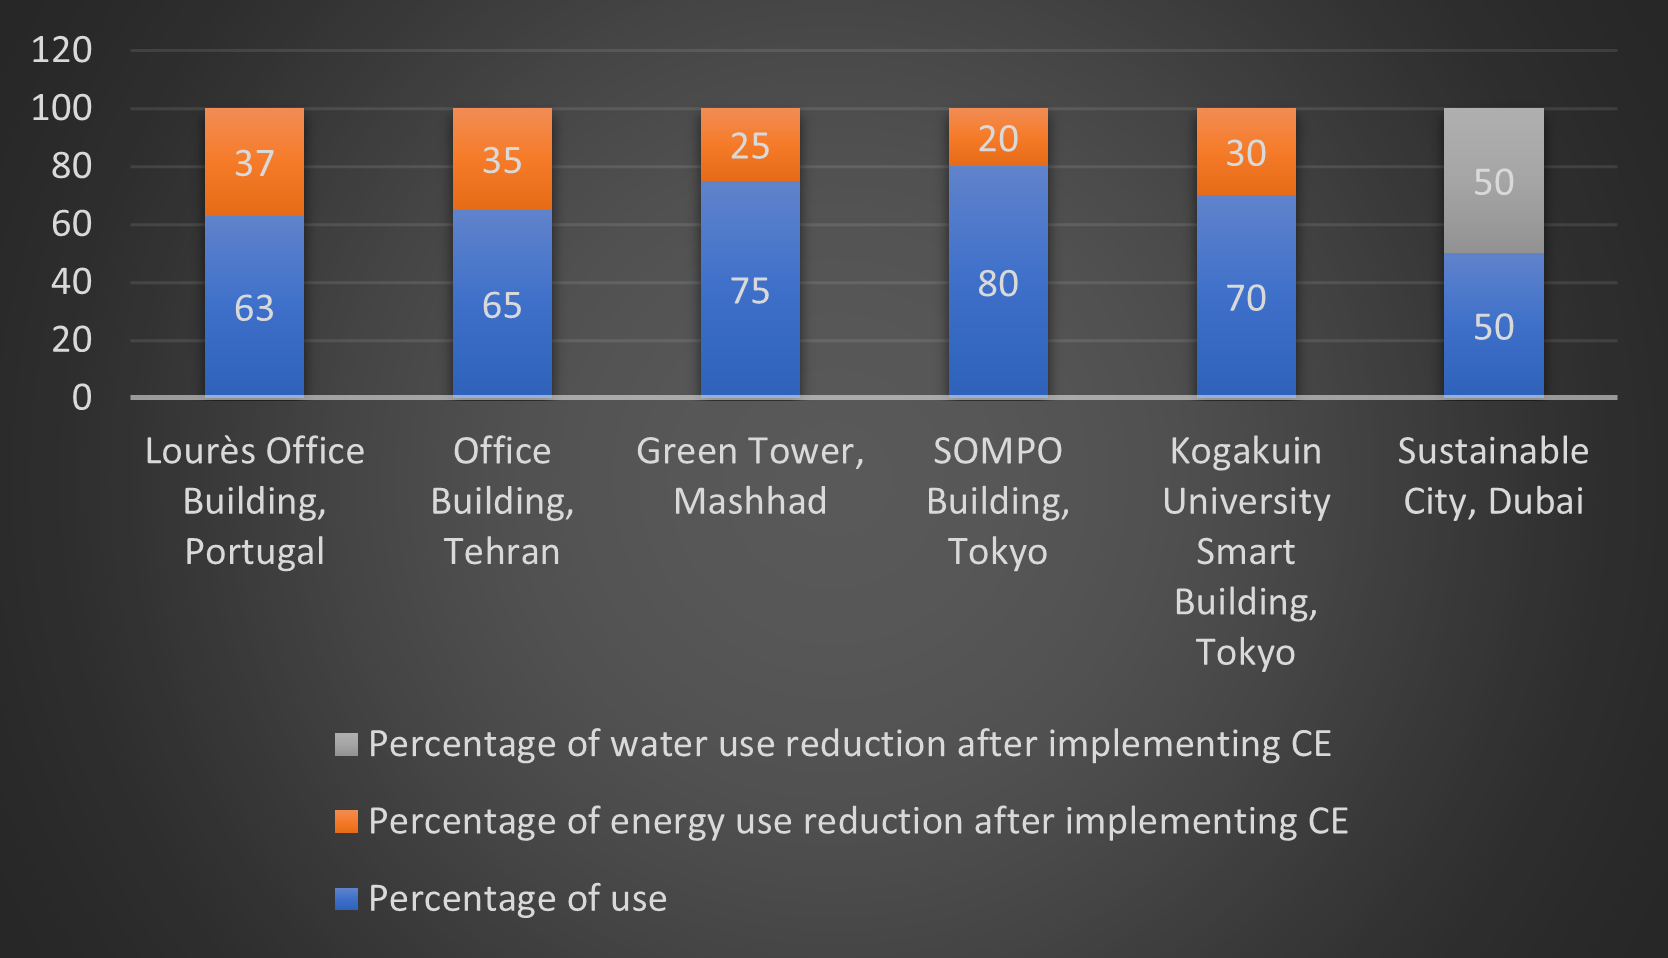 120
100
80
60
40
20
0
37
35
25
20
30
50
63
65
75
80
70
50
Lourès Office
Building,
Portugal
Office
Building,
Tehran
Green Tower,
Mashhad
SOMPO
Building,
Tokyo
Kogakuin
University
Smart
Building,
Tokyo
Sustainable
City, Dubai
Percentage of water use reduction after implementing CE
Percentage of energy use reduction after implementing CE
Percentage of use